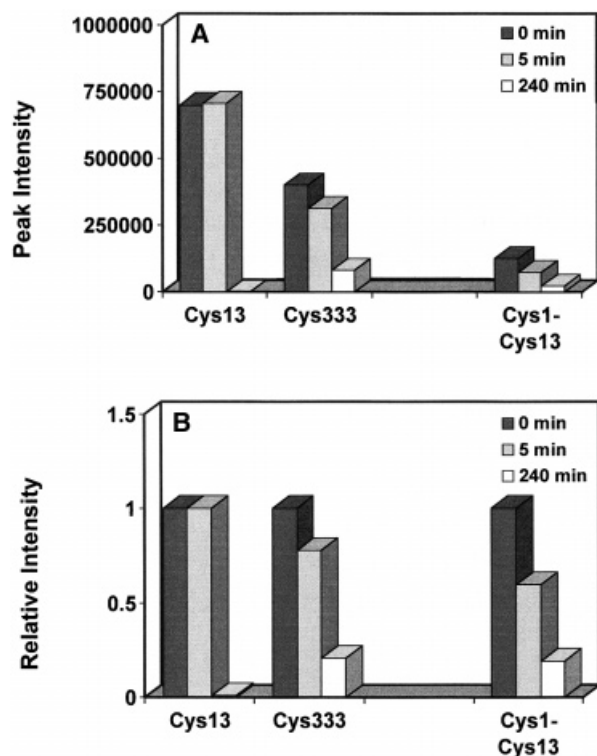 A
1000000
750000
500000
250000
0
Peak Intensity
0 min
5 min
240 min
Cys13
Cys333
Cys1-
Cys13
B
1.5
1
0.5
0
Relative Intensity
0 min
5 min
240 min
Cys13
Cys333
Cys1-
Cys13